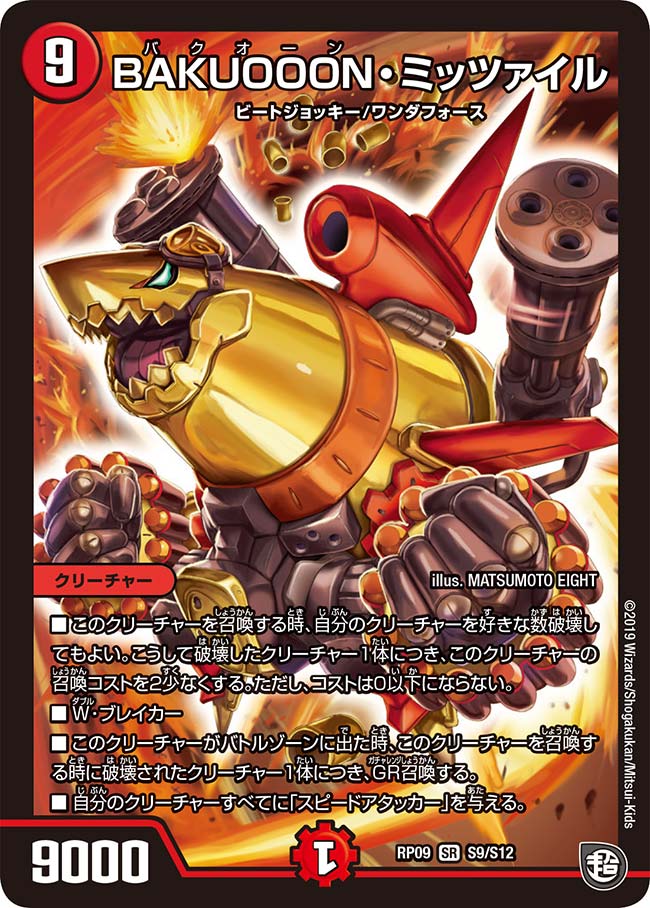 9
バクオーン
BAKUOOON・ミッツァイル
ビートジョッキー/ワンダフォース
クリーチャー
illus. MATSUMOTO EIGHT
■このクリーチャーを召喚する時、自分のクリーチャーを好きな数破壊し
てもよい。こうして破壊したクリーチャー1体につき、このクリーチャーの
召喚コストを2少なくする。ただし、コストは0以下にならない。
■W・ブレイカー
■このクリーチャーがバトルゾーンに出た時、このクリーチャーを召喚す
る時に破壊されたクリーチャー1体につき、GR召喚する。
■自分のクリーチャーすべてに「スピードアタッカー」を与える。
©2019 Wizards/Shogakukan/Mitsui-Kids
9000
1
RP09 SR S9/S12
超